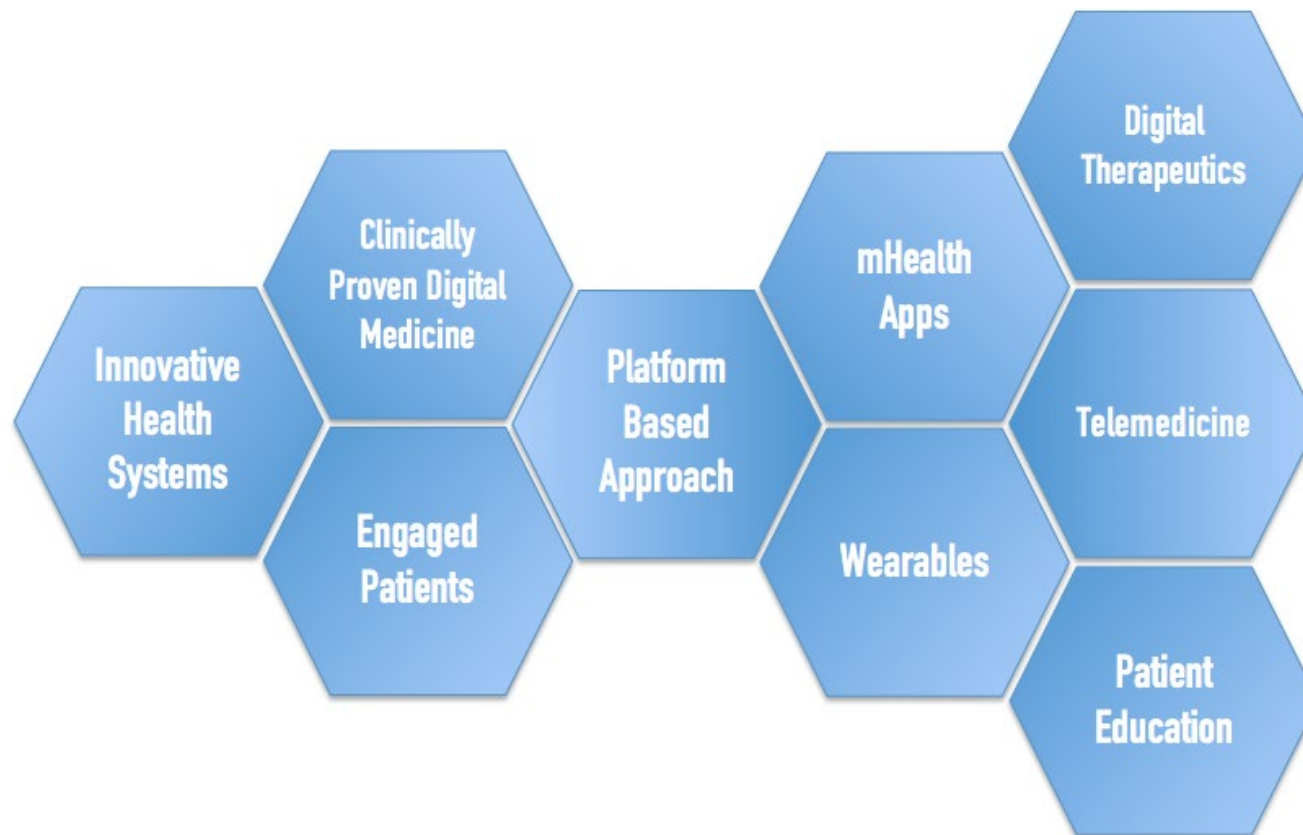 Innovative
Health
Systems
Clinically
Proven Digital
Medicine
Engaged
Patients
Platform
Based
Approach
mHealth
Apps
Wearables
Digital
Therapeutics
Telemedicine
Patient
Education